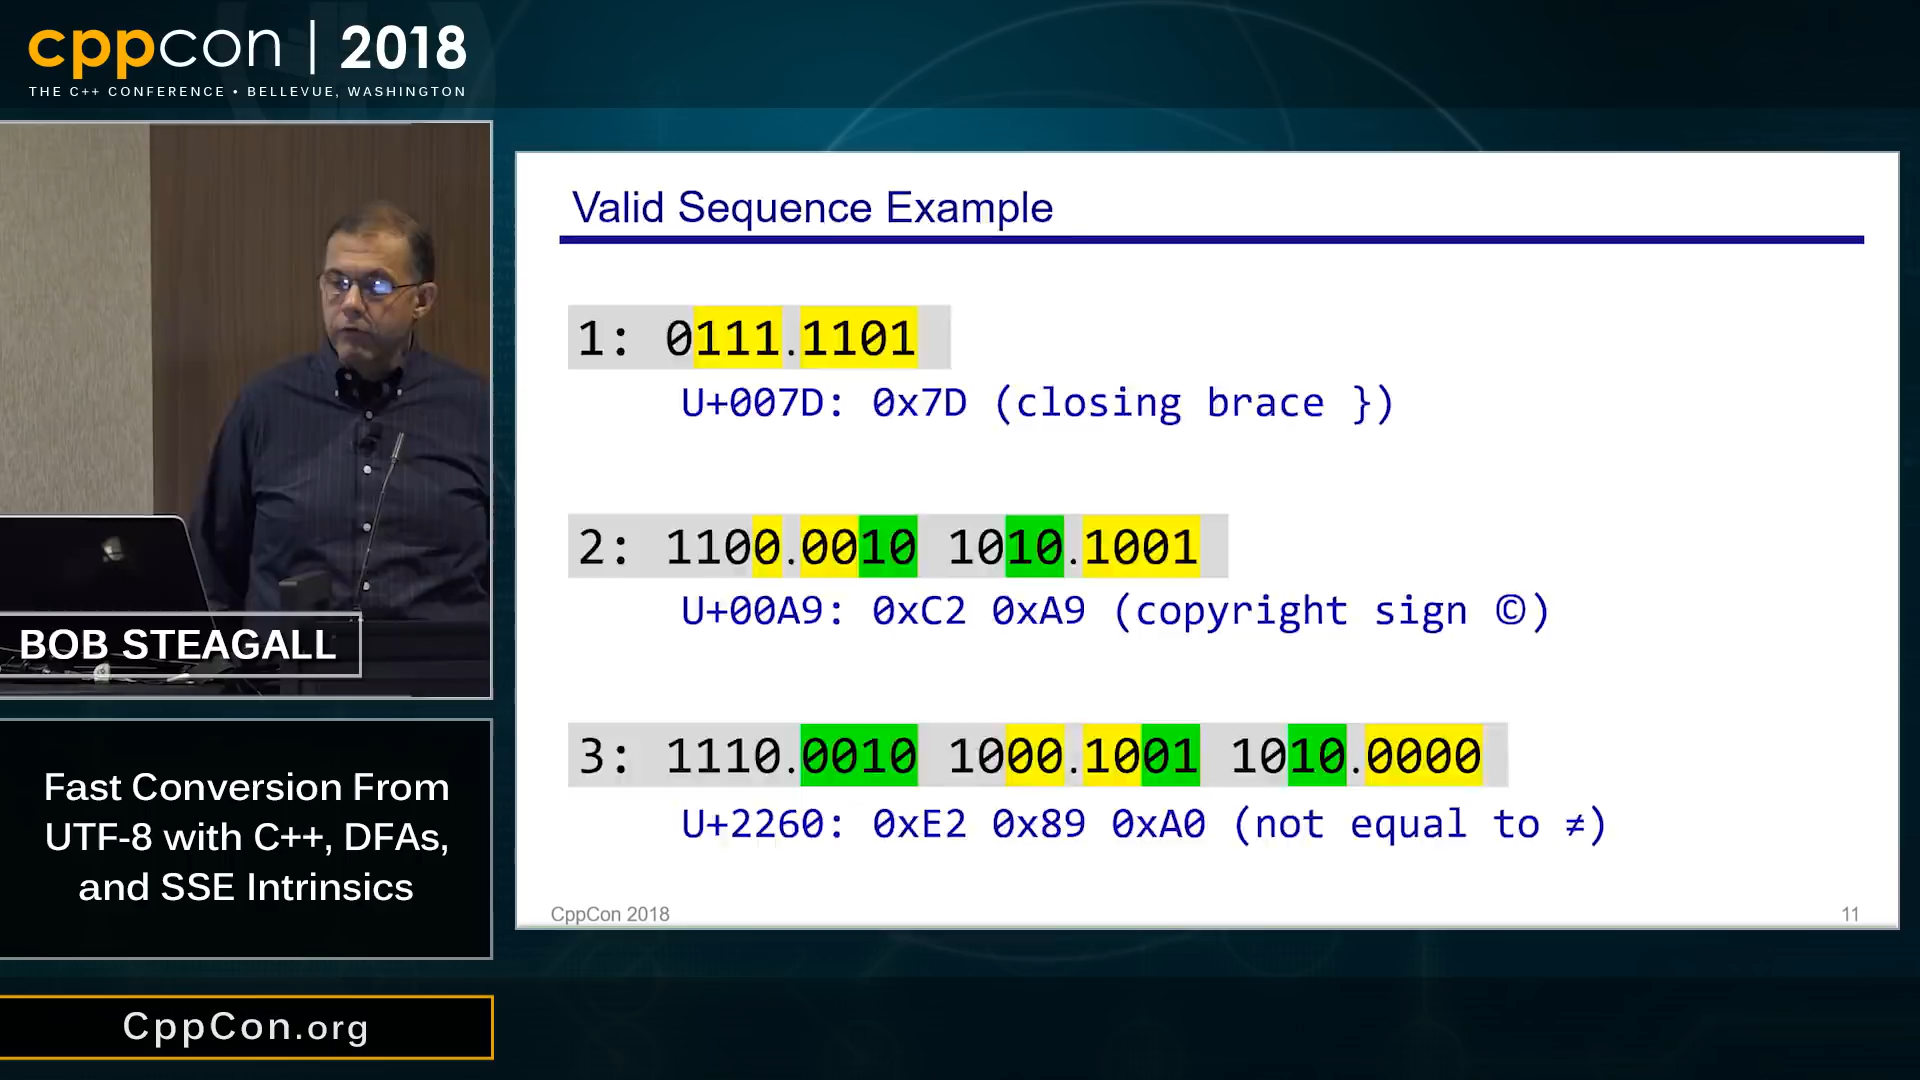 cppcon | 2018
THE C++ CONFERENCE • BELLEVUE, WASHINGTON
BOB STEAGALL
Fast Conversion From
UTF-8 with C++, DFAs,
and SSE Intrinsics
CppCon.org
Valid Sequence Example
1: 0111.1101
U+007D: 0x7D (closing brace })
2: 1100.0010 1010.1001
U+00A9: 0xC2 0xA9 (copyright sign ©)
3: 1110.0010 1000.1001 1010.0000
U+2260: 0xE2 0x89 0xA0 (not equal to ≠)
CppCon 2018
11